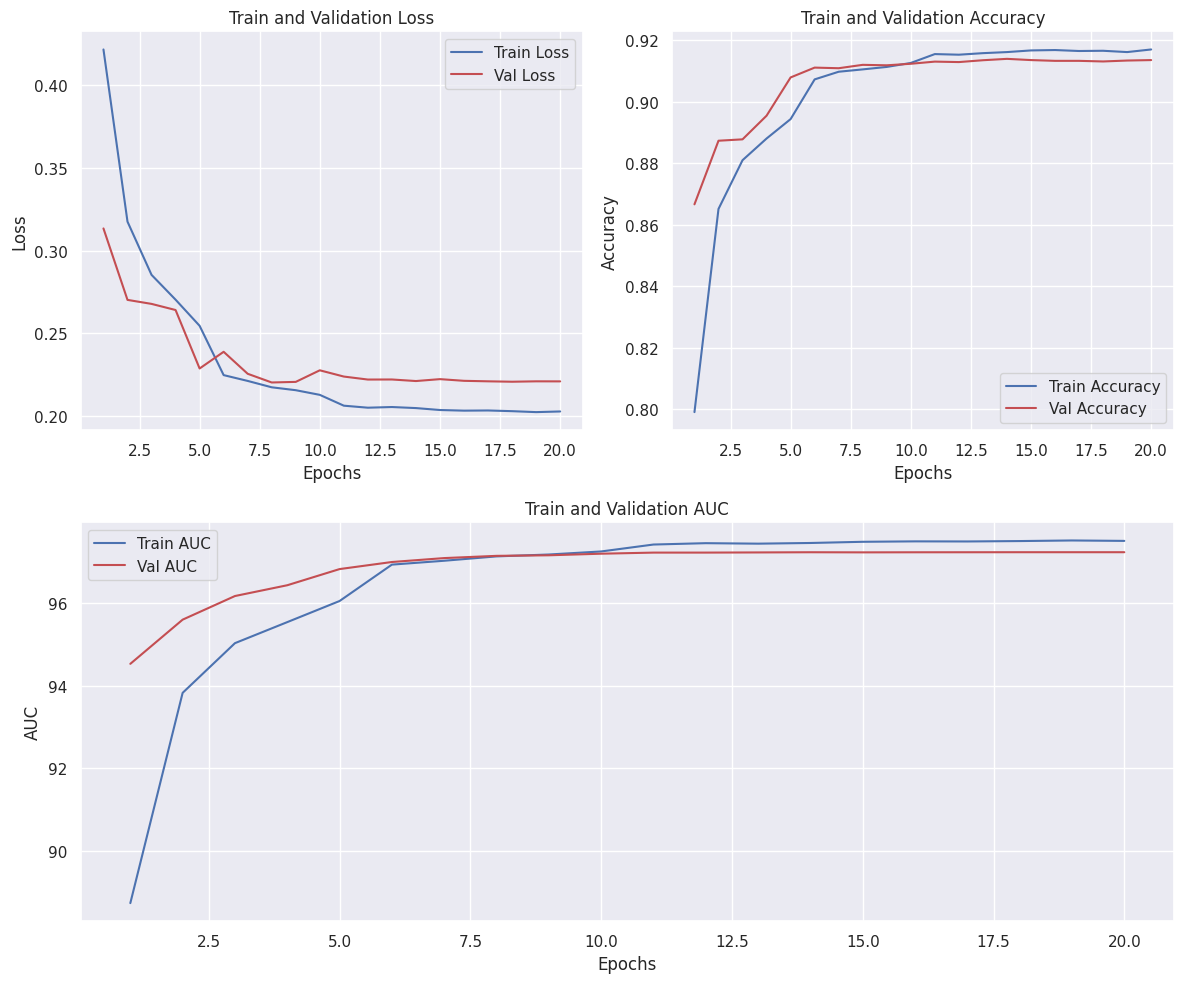 Train and Validation Loss
Train Loss
Val Loss
0.40
0.35
0.30
0.25
0.20
Loss
2.5 5.0 7.5 10.0 12.5 15.0 17.5 20.0
Epochs
Train and Validation Accuracy
0.92
0.90
0.88
0.86
0.84
0.82
0.80
Accuracy
Train Accuracy
Val Accuracy
2.5 5.0 7.5 10.0 12.5 15.0 17.5 20.0
Epochs
Train and Validation AUC
Train AUC
Val AUC
96
94
92
90
AUC
2.5 5.0 7.5 10.0 12.5 15.0 17.5 20.0
Epochs